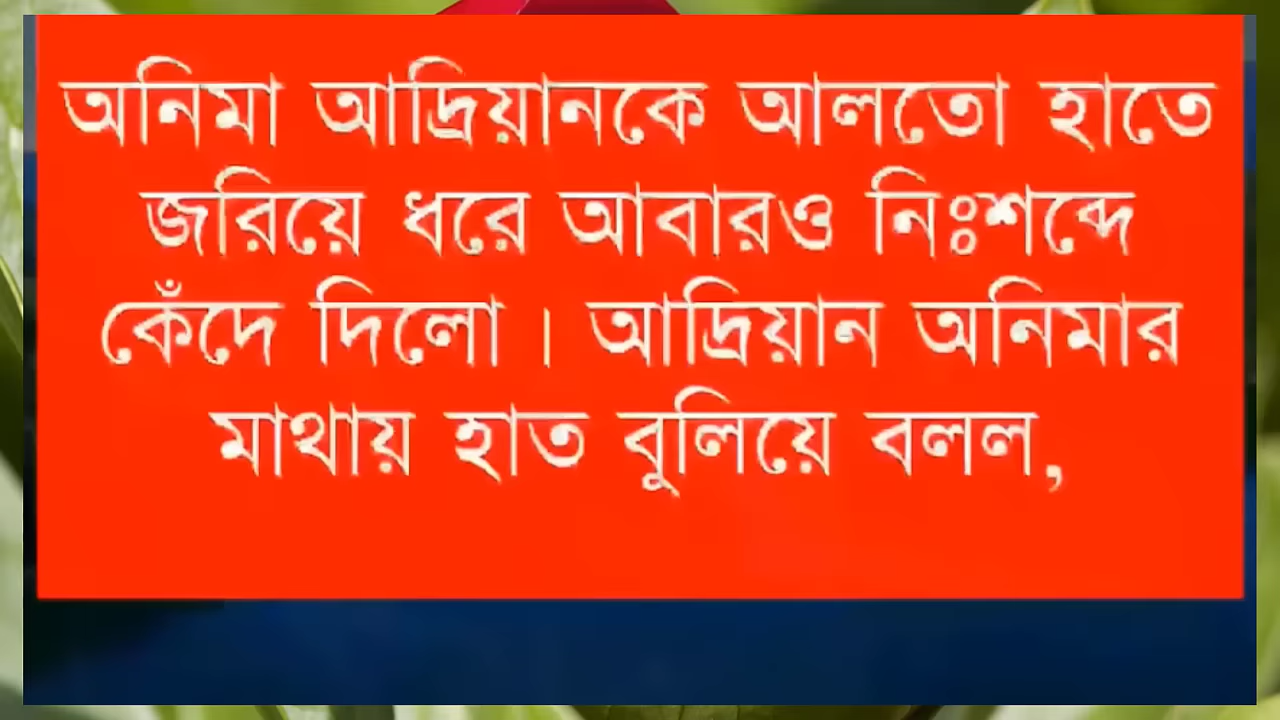 অনিমা আদ্রিয়ানকে আলতো হাতে
জরিয়ে ধরে আবারও নিঃশব্দে
কেঁদে দিলো । আদ্রিয়ান অনিমার
মাথায় হাত বুলিয়ে বলল,